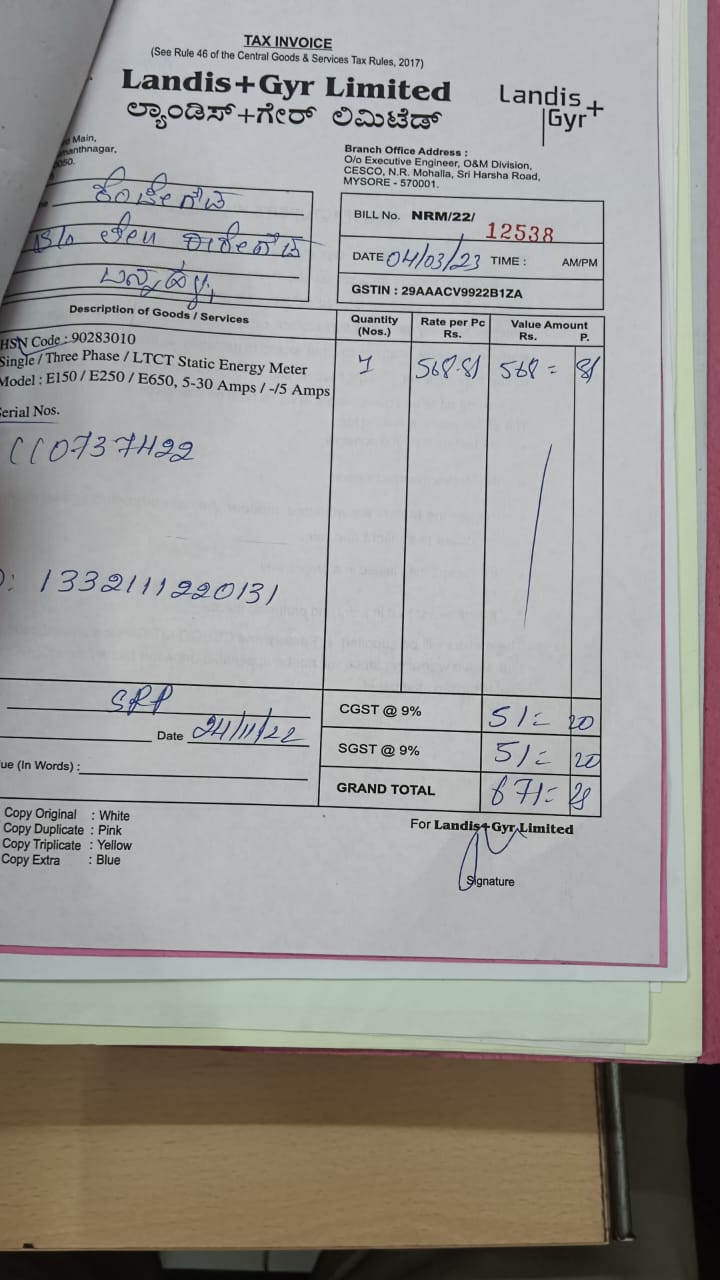 TAX INVOICE
(See Rule 46 of the Central Goods & Services Tax Rules, 2017)
Landis+Gyr Limited
ಲ್ಯಾಂಡಿಸ್+ಗೇರ್ ಲಿಮಿಟೆಡ್
Landis+
Gyr
Main,
Branch Office Address :
O/o Executive Engineer, O&M Division,
CESCO, N.R. Mohalla, Sri Harsha Road,
MYSORE - 570001.
BILL No. NRM/22/ 12538
DATE 04/03/23 TIME : AM/PM
GSTIN : 29AAACV9922B1ZA
Description of Goods / Services
Quantity (Nos.)
Rate per Pc Rs.
Value Amount Rs. P.
HSN Code : 90283010
Single / Three Phase / LTCT Static Energy Meter
Model : E150 / E250 / E650, 5-30 Amps / -/5 Amps
1 568.81 568 = 81
Serial Nos.
CC0737422
: 1332111220131
SRP
Date 24/11/22
(In Words) :
CGST @ 9% 51= 20
SGST @ 9% 51= 20
GRAND TOTAL 671=
Copy Original : White
Copy Duplicate : Pink
Copy Triplicate : Yellow
Copy Extra : Blue
For Landis+Gyr Limited
Signature